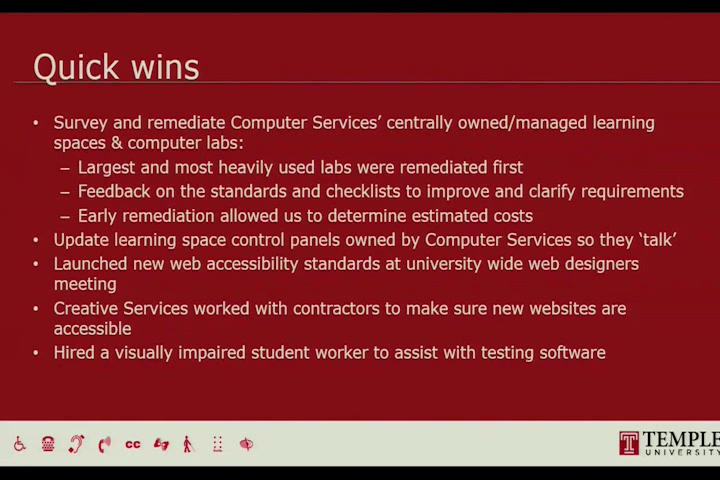 Quick wins
• Survey and remediate Computer Services’ centrally owned/managed learning
spaces & computer labs:
– Largest and most heavily used labs were remediated first
– Feedback on the standards and checklists to improve and clarify requirements
– Early remediation allowed us to determine estimated costs
• Update learning space control panels owned by Computer Services so they ‘talk’
• Launched new web accessibility standards at university wide web designers
meeting
• Creative Services worked with contractors to make sure new websites are
accessible
• Hired a visually impaired student worker to assist with testing software
CC
TEMPLE
UNIVERSITY